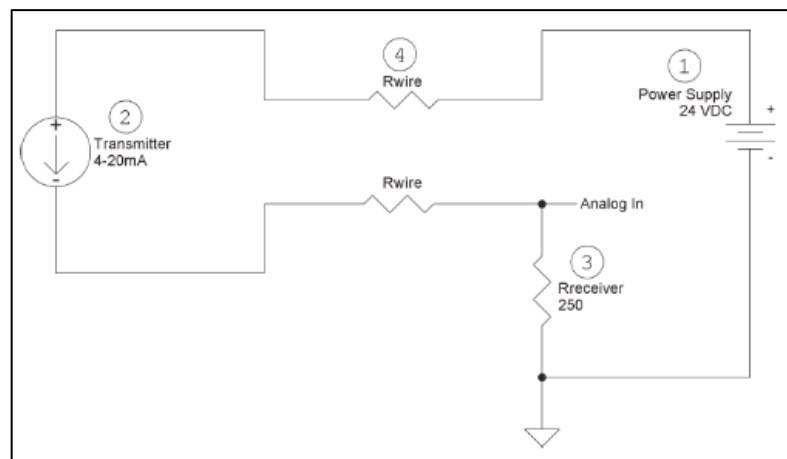 4
Rwire
1
Power Supply
24 VDC
+
-
2
+
-
Transmitter
4-20mA
Rwire
Analog In
3
Rreceiver
250